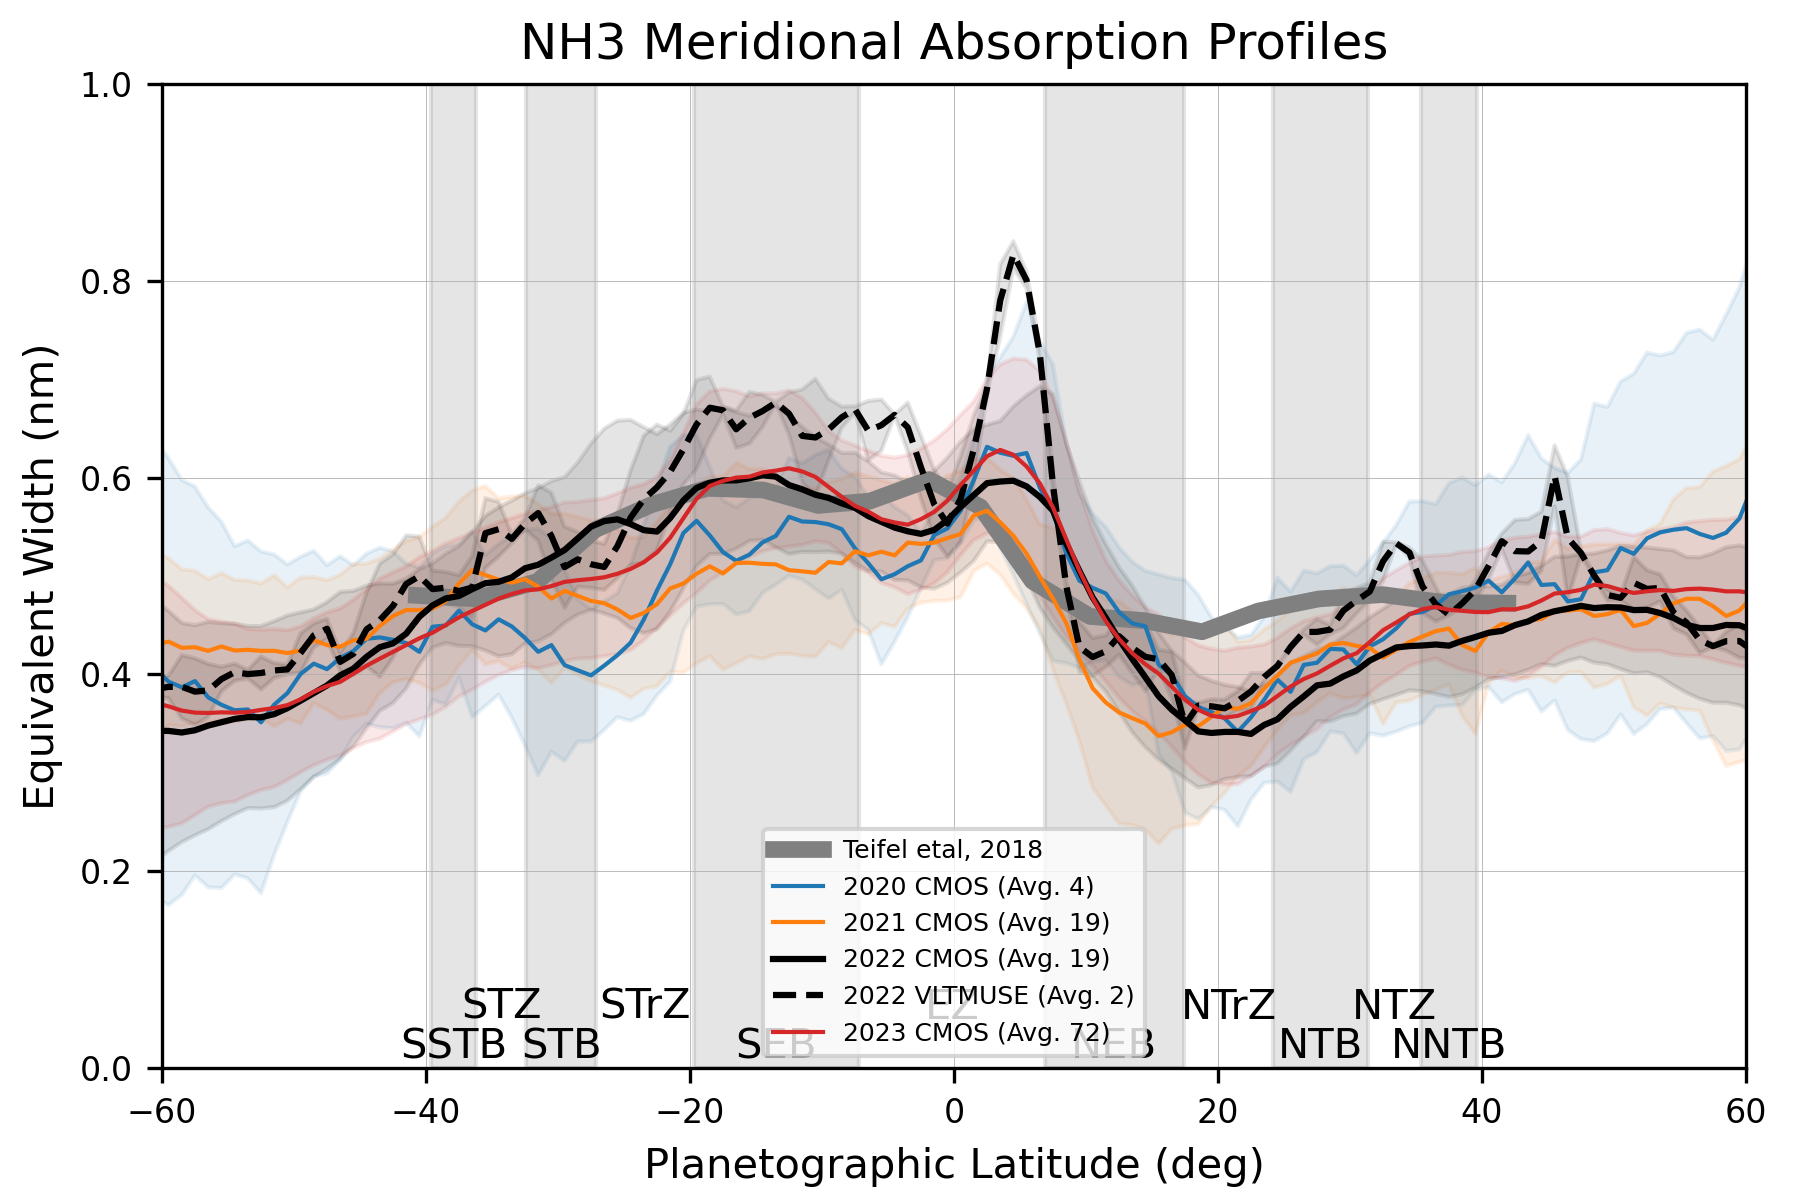 NH3 Meridional Absorption Profiles
1.0
0.8
0.6
0.4
0.2
0.0
Equivalent Width (nm)
Teifel etal, 2018
2020 CMOS (Avg. 4)
2021 CMOS (Avg. 19)
2022 CMOS (Avg. 19)
2022 VLTMUSE (Avg. 2)
2023 CMOS (Avg. 72)
STZ STrZ EZ NTrZ NTZ
SSTB STB SEB NEB NTB NNTB
−60 −40 −20 0 20 40 60
Planetographic Latitude (deg)